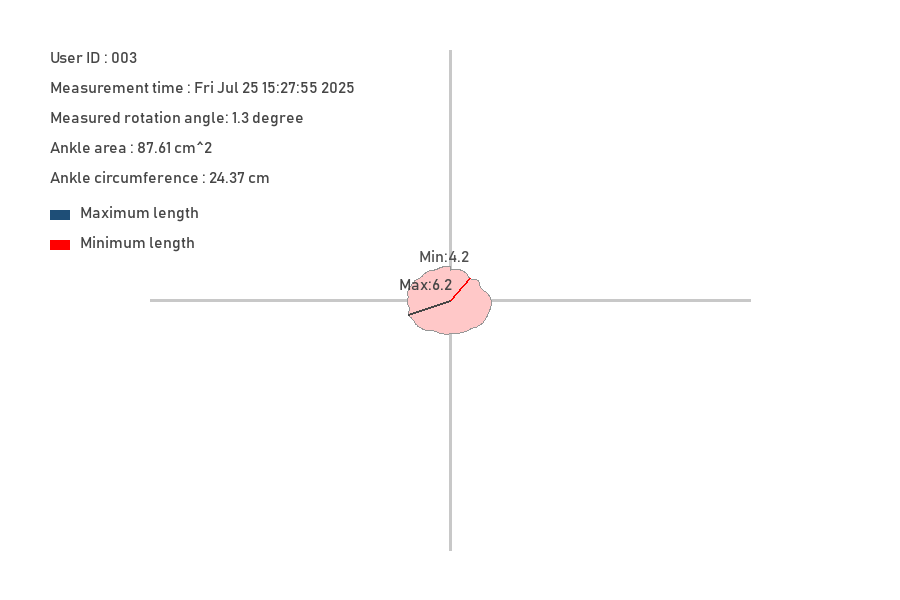 User ID : 003
Measurement time : Fri Jul 25 15:27:55 2025
Measured rotation angle: 1.3 degree
Ankle area : 87.61 cm^2
Ankle circumference : 24.37 cm
Maximum length
Minimum length
Min:4.2
Max:6.2